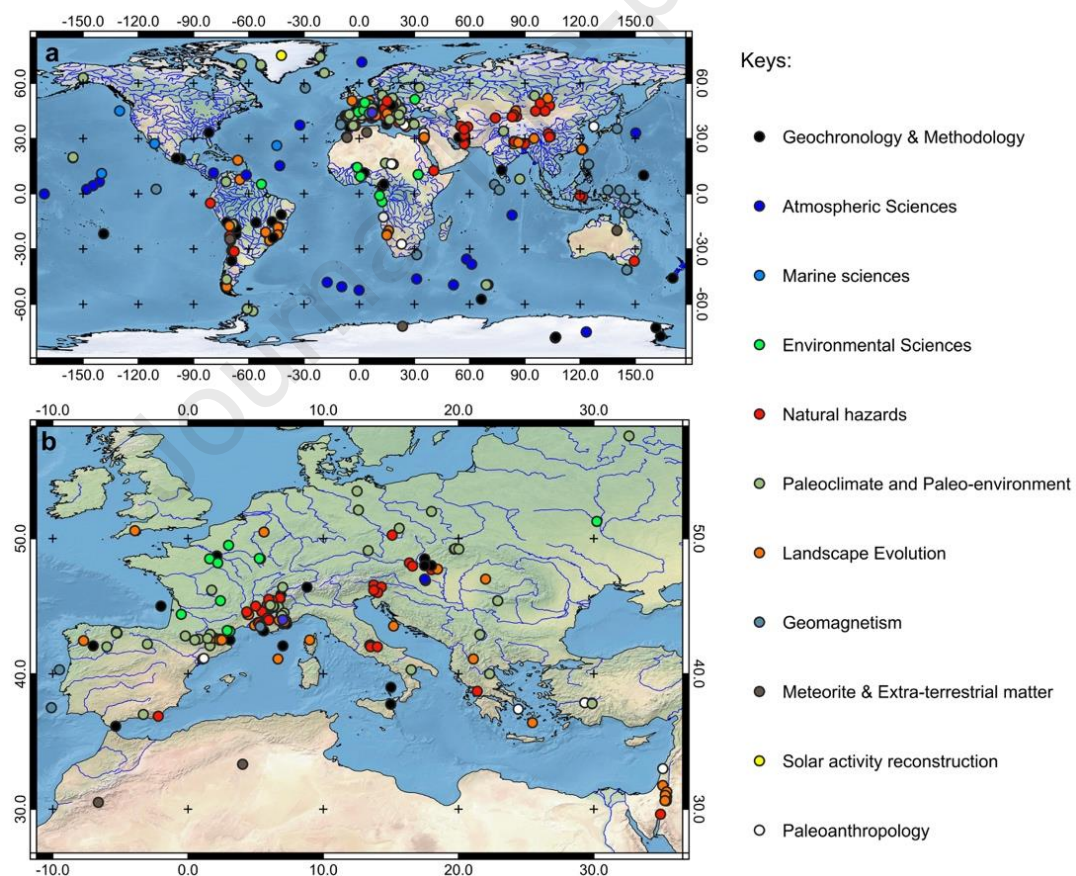 -150.0 -120.0 -90.0 -60.0 -30.0 0.0 30.0 60.0 90.0 120.0 150.0
a
60.0 60.0
30.0 30.0
0.0 0.0
-30.0 -30.0
-60.0 -60.0
-150.0 -120.0 -90.0 -60.0 -30.0 0.0 30.0 60.0 90.0 120.0 150.0
-10.0 0.0 10.0 20.0 30.0
b
50.0 50.0
40.0 40.0
30.0 30.0
-10.0 0.0 10.0 20.0 30.0
Journal
Keys:
Geochronology & Methodology
Atmospheric Sciences
Marine sciences
Environmental Sciences
Natural hazards
Paleoclimate and Paleo-environment
Landscape Evolution
Geomagnetism
Meteorite & Extra-terrestrial matter
Solar activity reconstruction
Paleoanthropology